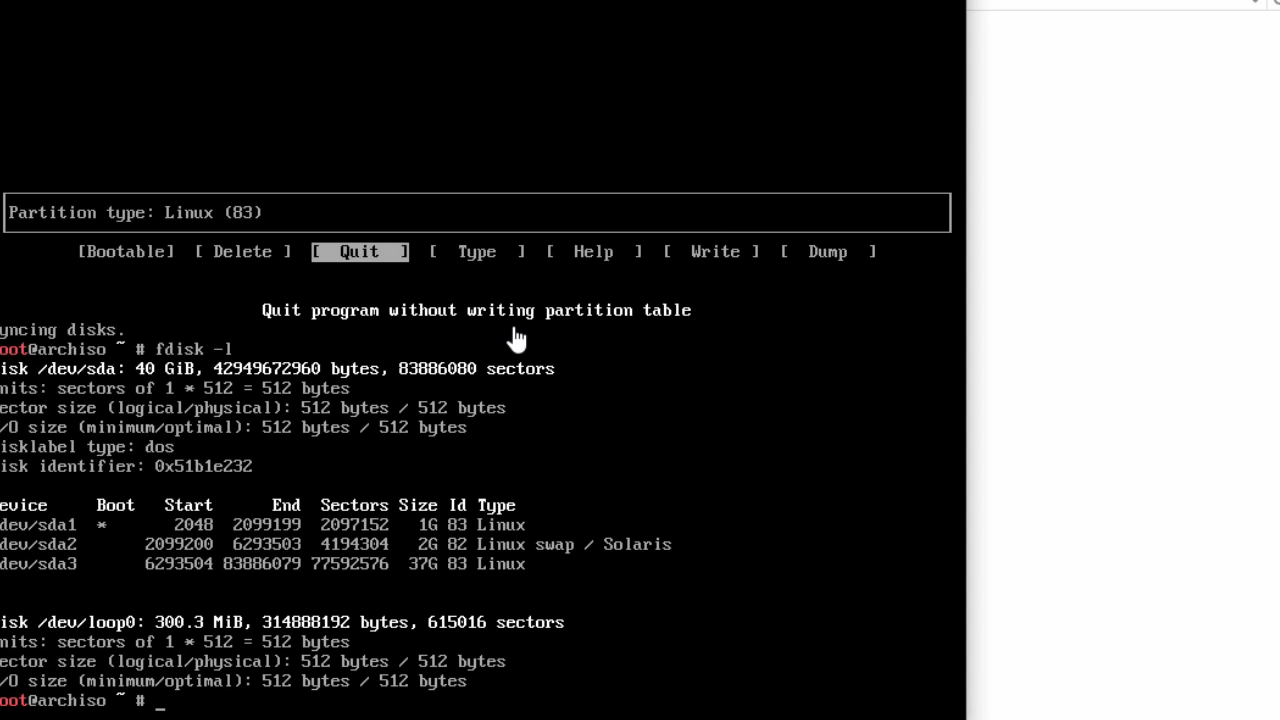 Partition type: Linux (83)
[Bootable] [ Delete ] [ Quit ] [ Type ] [ Help ] [ Write ] [ Dump ]
Quit program without writing partition table
yncing disks.
oot@archiso ~ # fdisk -l
isk /dev/sda: 40 GiB, 42949672960 bytes, 83886080 sectors
nits: sectors of 1 * 512 = 512 bytes
ector size (logical/physical): 512 bytes / 512 bytes
/O size (minimum/optimal): 512 bytes / 512 bytes
isklabel type: dos
isk identifier: 0x51b1e232
evice Boot Start End Sectors Size Id Type
dev/sda1 * 2048 2099199 2097152 1G 83 Linux
dev/sda2 2099200 6293503 4194304 2G 82 Linux swap / Solaris
dev/sda3 6293504 83886079 77592576 37G 83 Linux
isk /dev/loop0: 300.3 MiB, 314888192 bytes, 615016 sectors
nits: sectors of 1 * 512 = 512 bytes
ector size (logical/physical): 512 bytes / 512 bytes
/O size (minimum/optimal): 512 bytes / 512 bytes
oot@archiso ~ # _